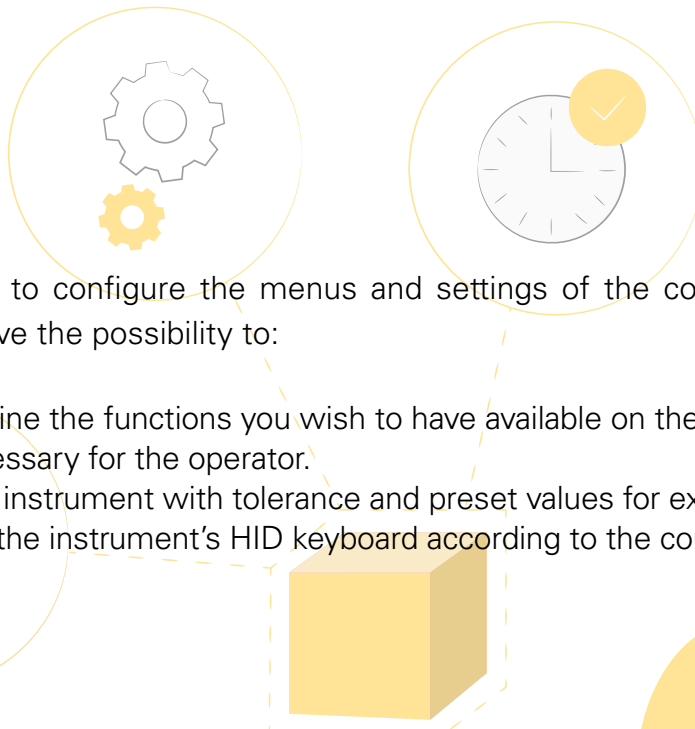 to configure the menus and settings of the co
ve the possibility to:
ine the functions you wish to have available on the
essary for the operator.
instrument with tolerance and preset values for ex
the instrument's HID keyboard according to the co